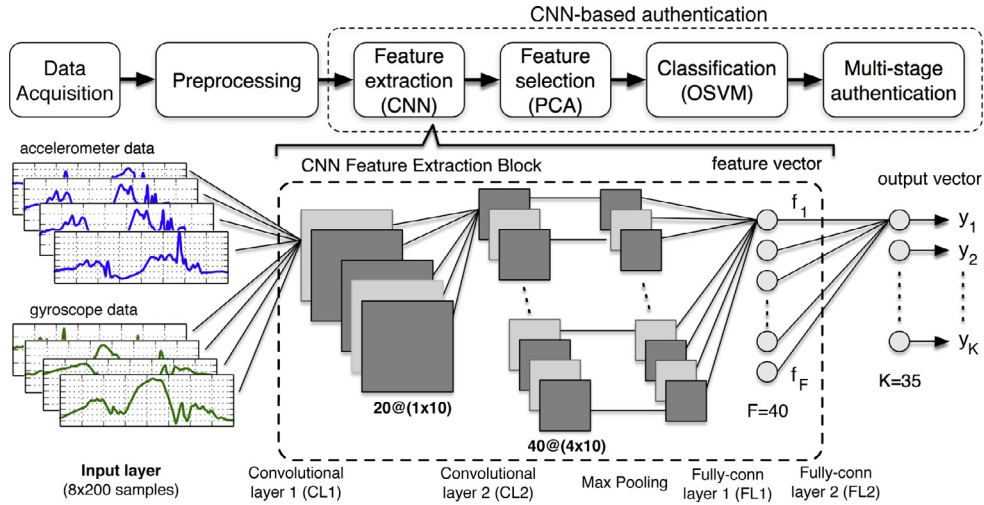 CNN-based authentication
Data
Acquisition
Preprocessing
Feature
extraction
(CNN)
Feature
selection
(PCA)
Classification
(OSVM)
Multi-stage
authentication
accelerometer data
CNN Feature Extraction Block
feature vector
output vector
f1
y1
y2
gyroscope data
yK
fF
20@(1x10)
F=40
K=35
40@(4x10)
Input layer
(8x200 samples)
Convolutional
layer 1 (CL1)
Convolutional
layer 2 (CL2)
Max Pooling
Fully-conn
layer 1 (FL1)
Fully-conn
layer 2 (FL2)